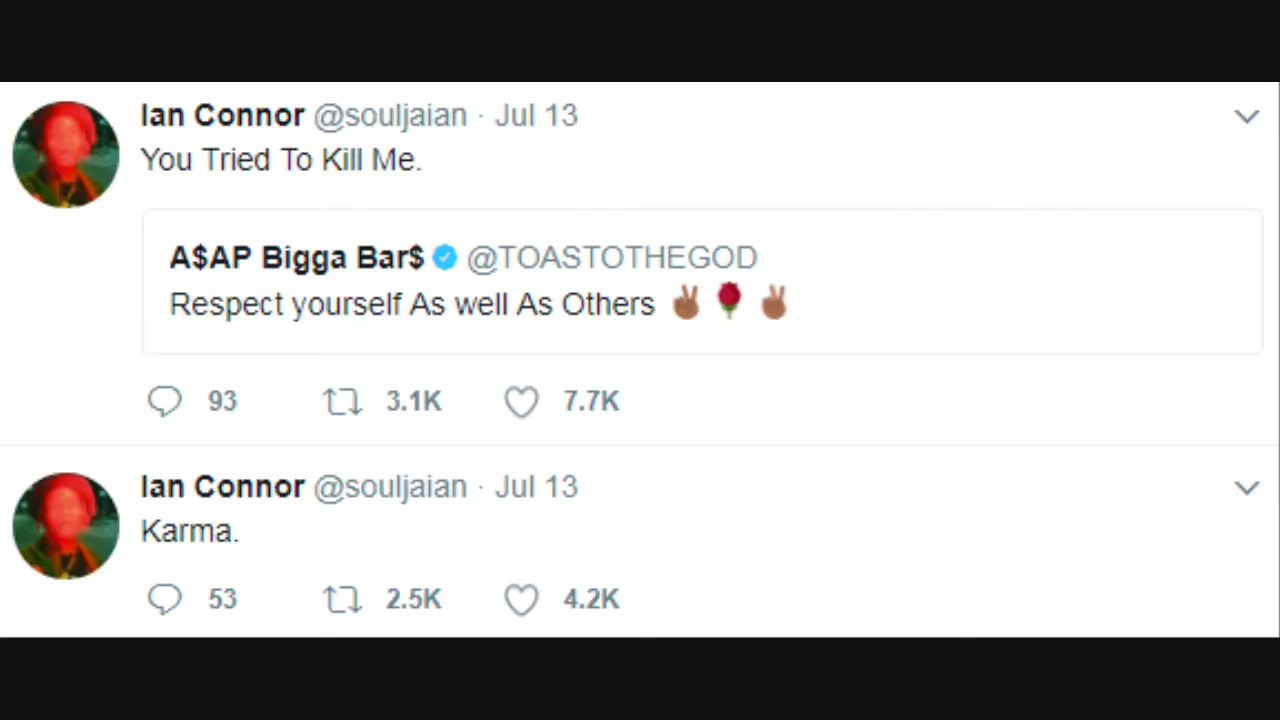 Ian Connor @souljaian · Jul 13
You Tried To Kill Me.
A$AP Bigga Bar$ @TOASTOTHEGOD
Respect yourself As well As Others ✌🏾🌹✌🏾
93 3.1K 7.7K
Ian Connor @souljaian · Jul 13
Karma.
53 2.5K 4.2K